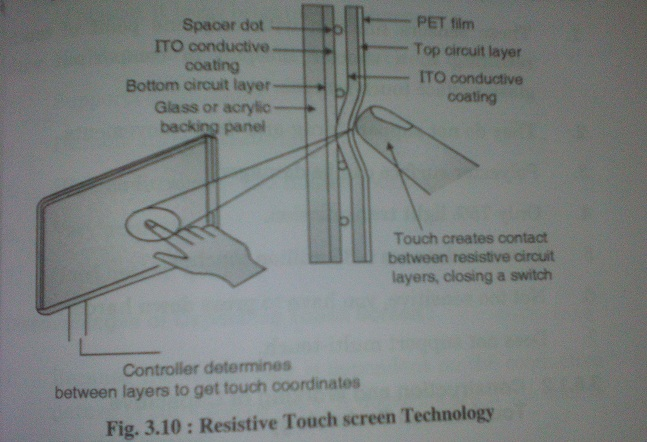 Spacer dot
ITO conductive
coating
Bottom circuit layer
Glass or acrylic
backing panel
PET film
Top circuit layer
ITO conductive
coating
Touch creates contact
between resistive circuit
layers, closing a switch
Controller determines
between layers to get touch coordinates
Fig. 3.10 : Resistive Touch screen Technology